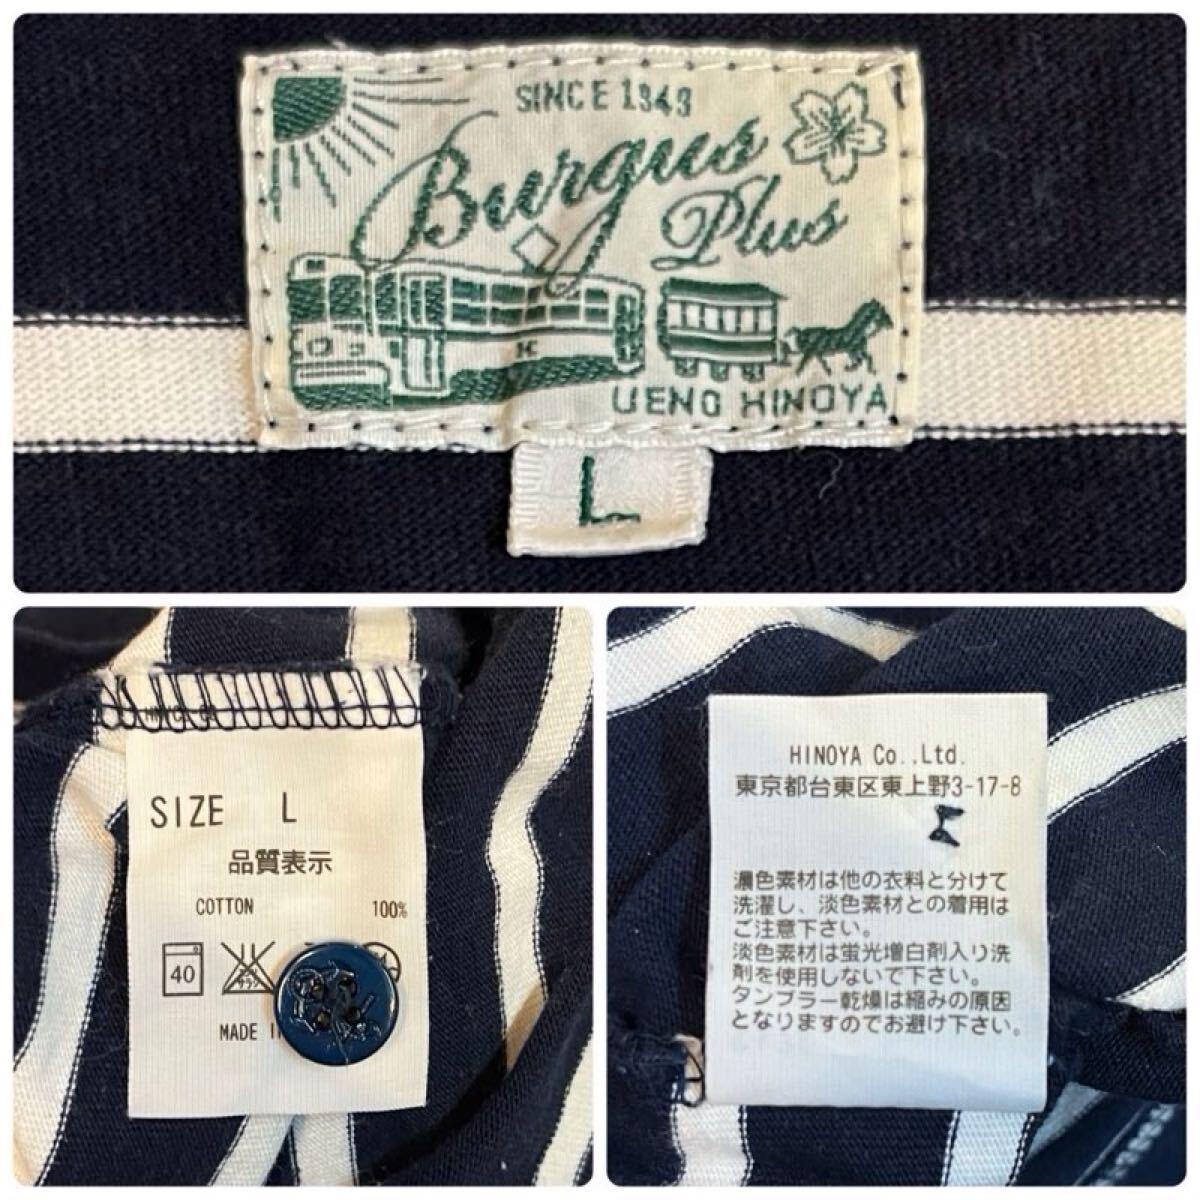 SINCE 1949
Burgus
Plus
UENO HINOYA
L
SIZE L
品質表示
COTTON 100%
40
MADE I
HINOYA Co.,Ltd.
東京都台東区東上野3-17-8
濃色素材は他の衣料と分けて
洗濯し、淡色素材との着用は
ご注意下さい。
淡色素材は蛍光増白剤入り洗
剤を使用しないで下さい。
タンブラー乾燥は縮みの原因
となりますのでお避け下さい。